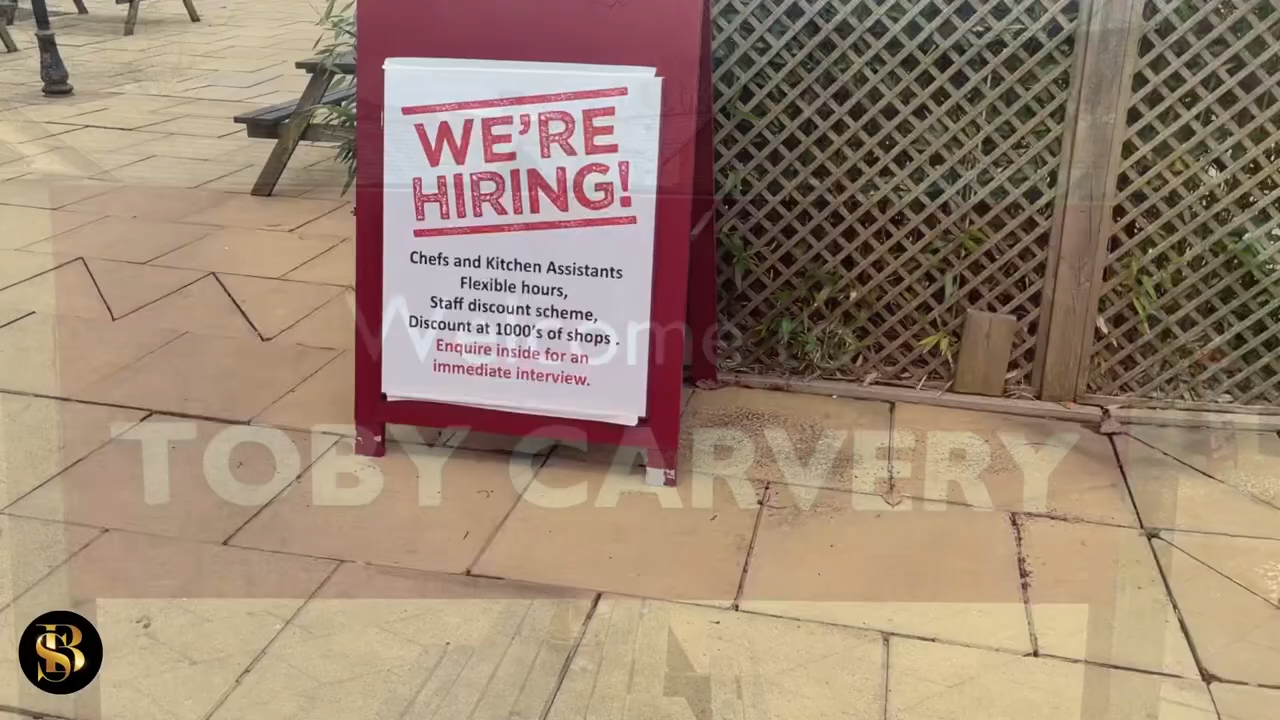 WE'RE
HIRING!
Chefs and Kitchen Assistants
Flexible hours,
Staff discount scheme,
Discount at 1000's of shops .
Enquire inside for an
immediate interview.
Welcome
TOBY CARVERY